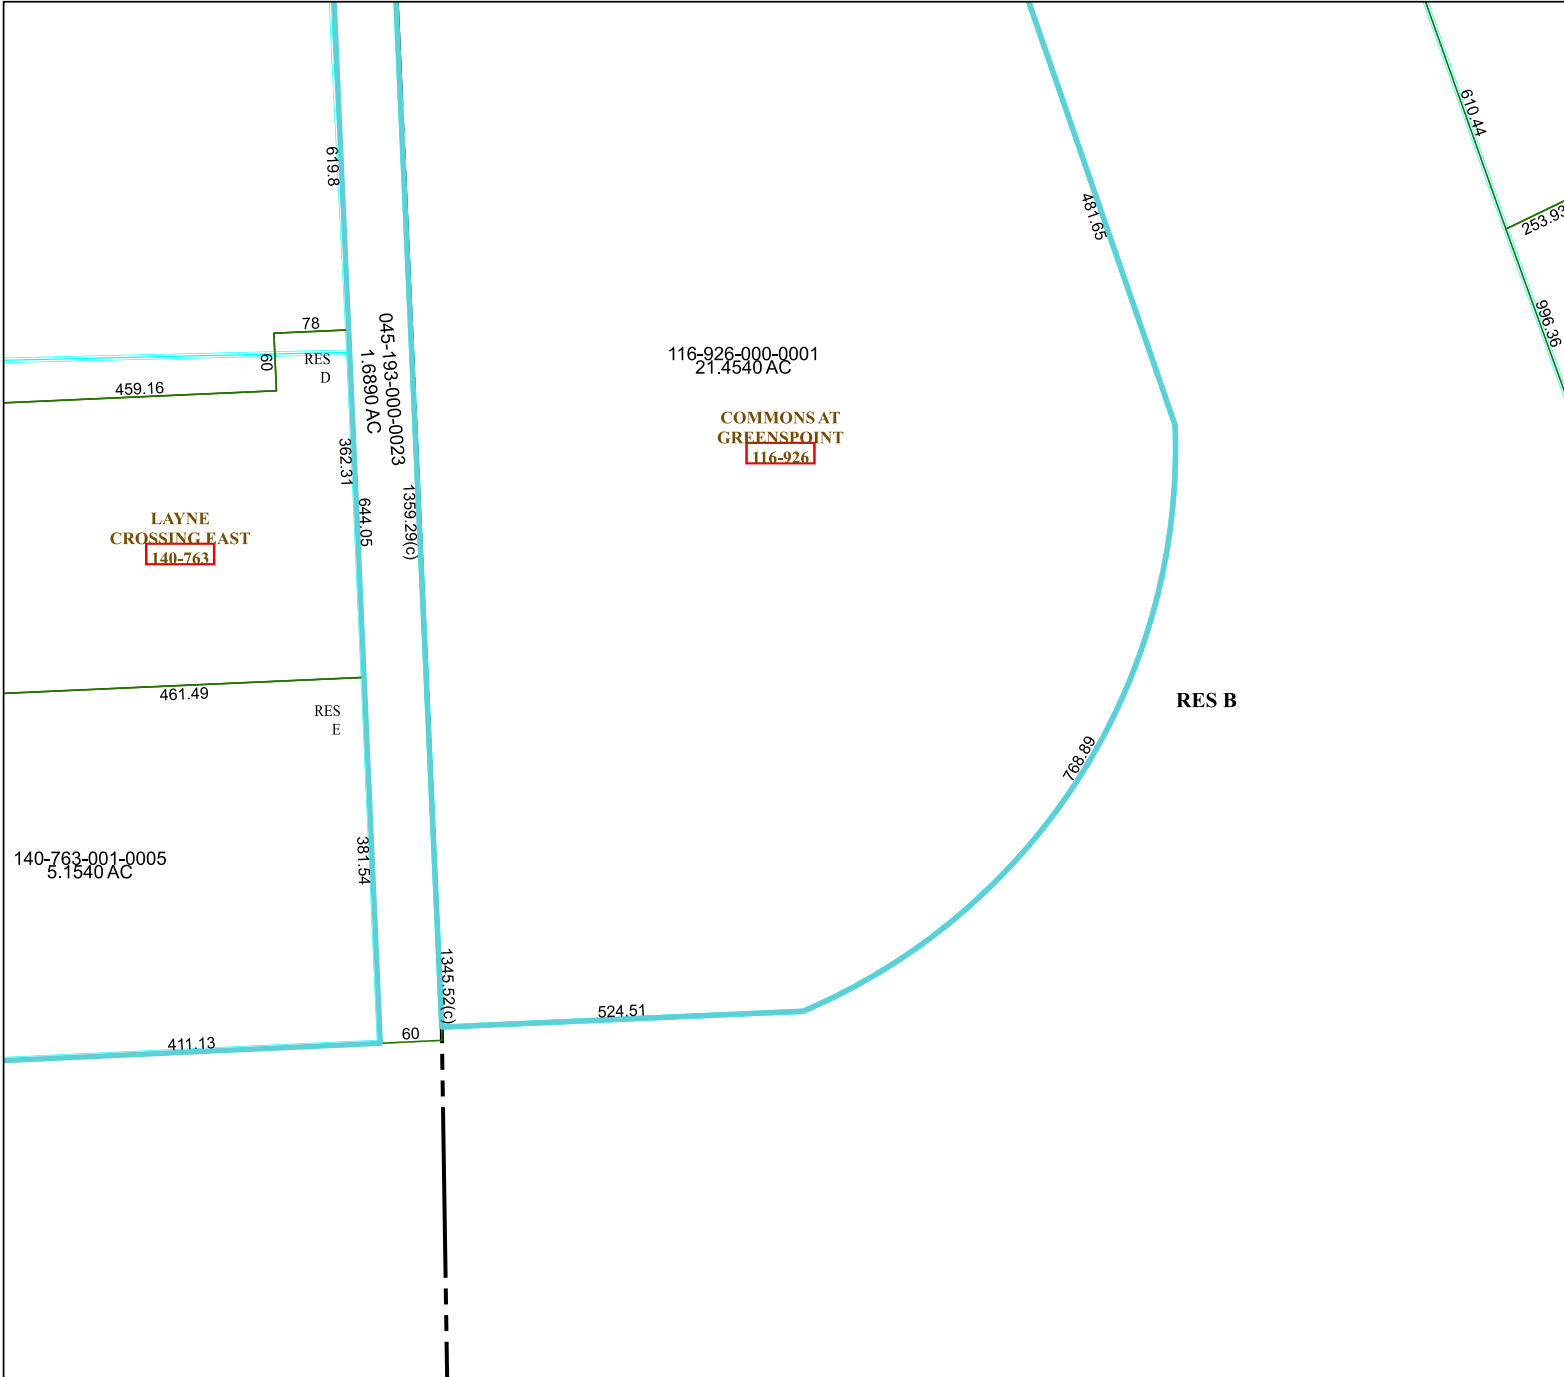 610.44
619.8
481.65
253.93
996.36
78
60
RES
D
459.16
045-193-000-0023
1.6890 AC
116-926-000-0001
21.4540 AC
COMMONS AT
GREENSPOINT
116-926
362.31
644.05
1359.29(c)
LAYNE
CROSSING EAST
140-763
461.49
RES
E
RES B
768.89
381.54
140-763-001-0005
5.1540 AC
1345.52(c)
524.51
60
411.13